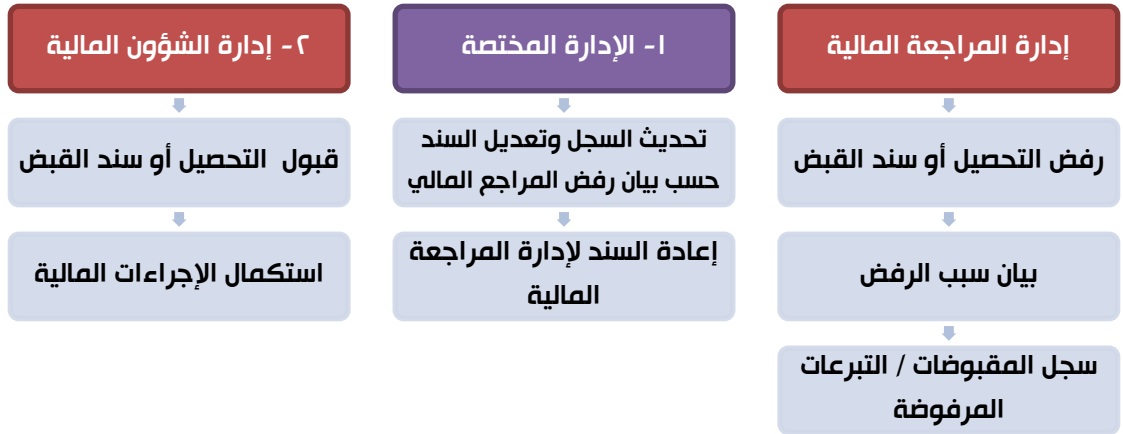 إدارة المراجعة المالية
رفض التحصيل أو سند القبض
بيان سبب الرفض
سجل المقبوضات / التبرعات
المرفوضة
١- الإدارة المختصة
تحديث السجل وتعديل السند
حسب بيان رفض المراجع المالي
إعادة السند لإدارة المراجعة
المالية
٢- إدارة الشؤون المالية
قبول التحصيل أو سند القبض
استكمال الإجراءات المالية